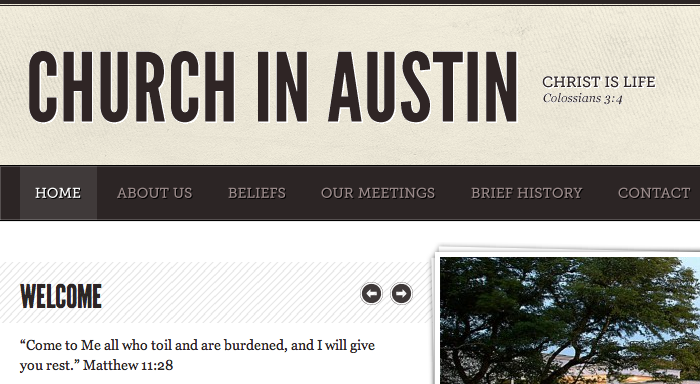 CHURCH IN AUSTIN
CHRIST IS LIFE
Colossians 3:4
HOME ABOUT US BELIEFS OUR MEETINGS BRIEF HISTORY CONTACT
WELCOME
“Come to Me all who toil and are burdened, and I will give
you rest.” Matthew 11:28